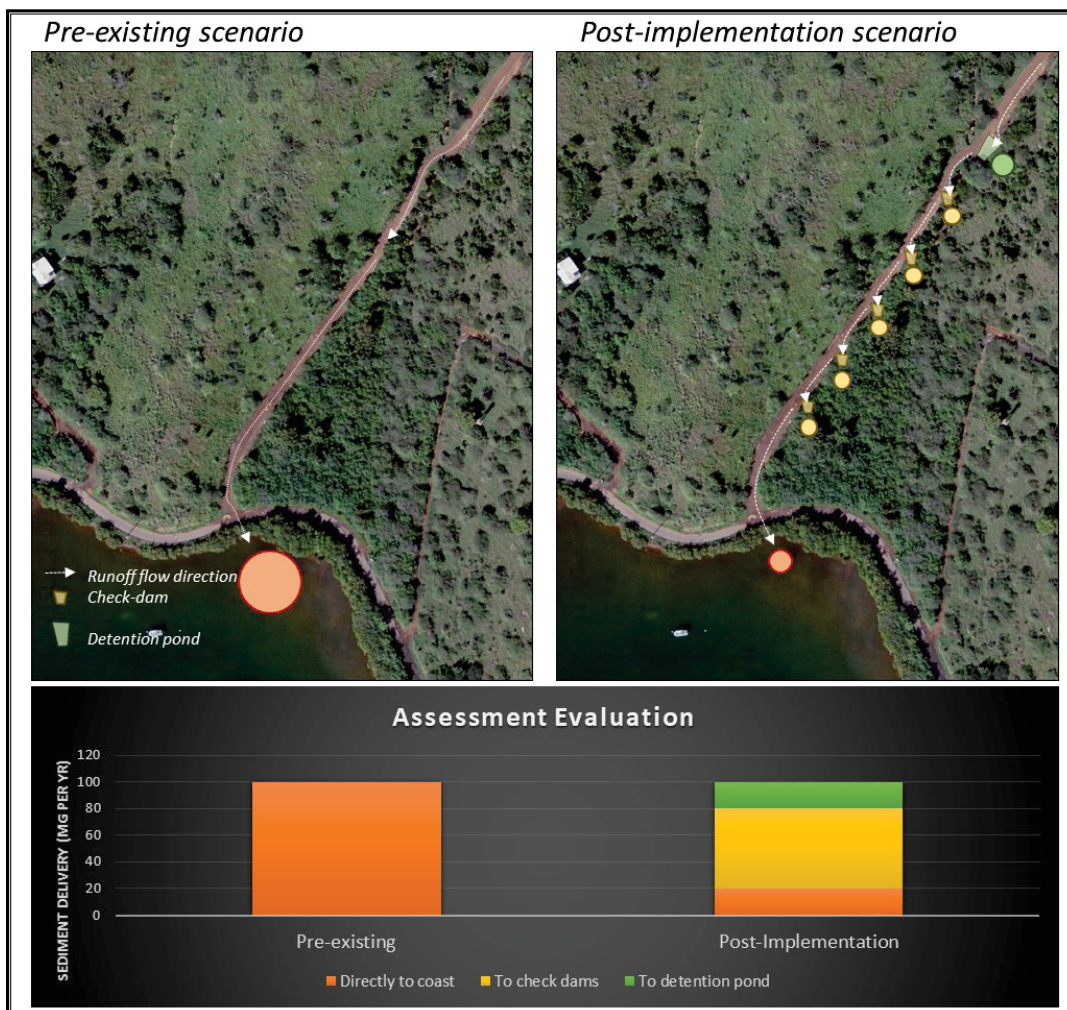 Pre-existing scenario
Post-implementation scenario
Runoff flow direction
Check-dam
Detention pond
Assessment Evaluation
SEDIMENT DELIVERY (MG PER YR)
120
100
80
60
40
20
0
Pre-existing
Post-Implementation
Directly to coast
To check dams
To detention pond